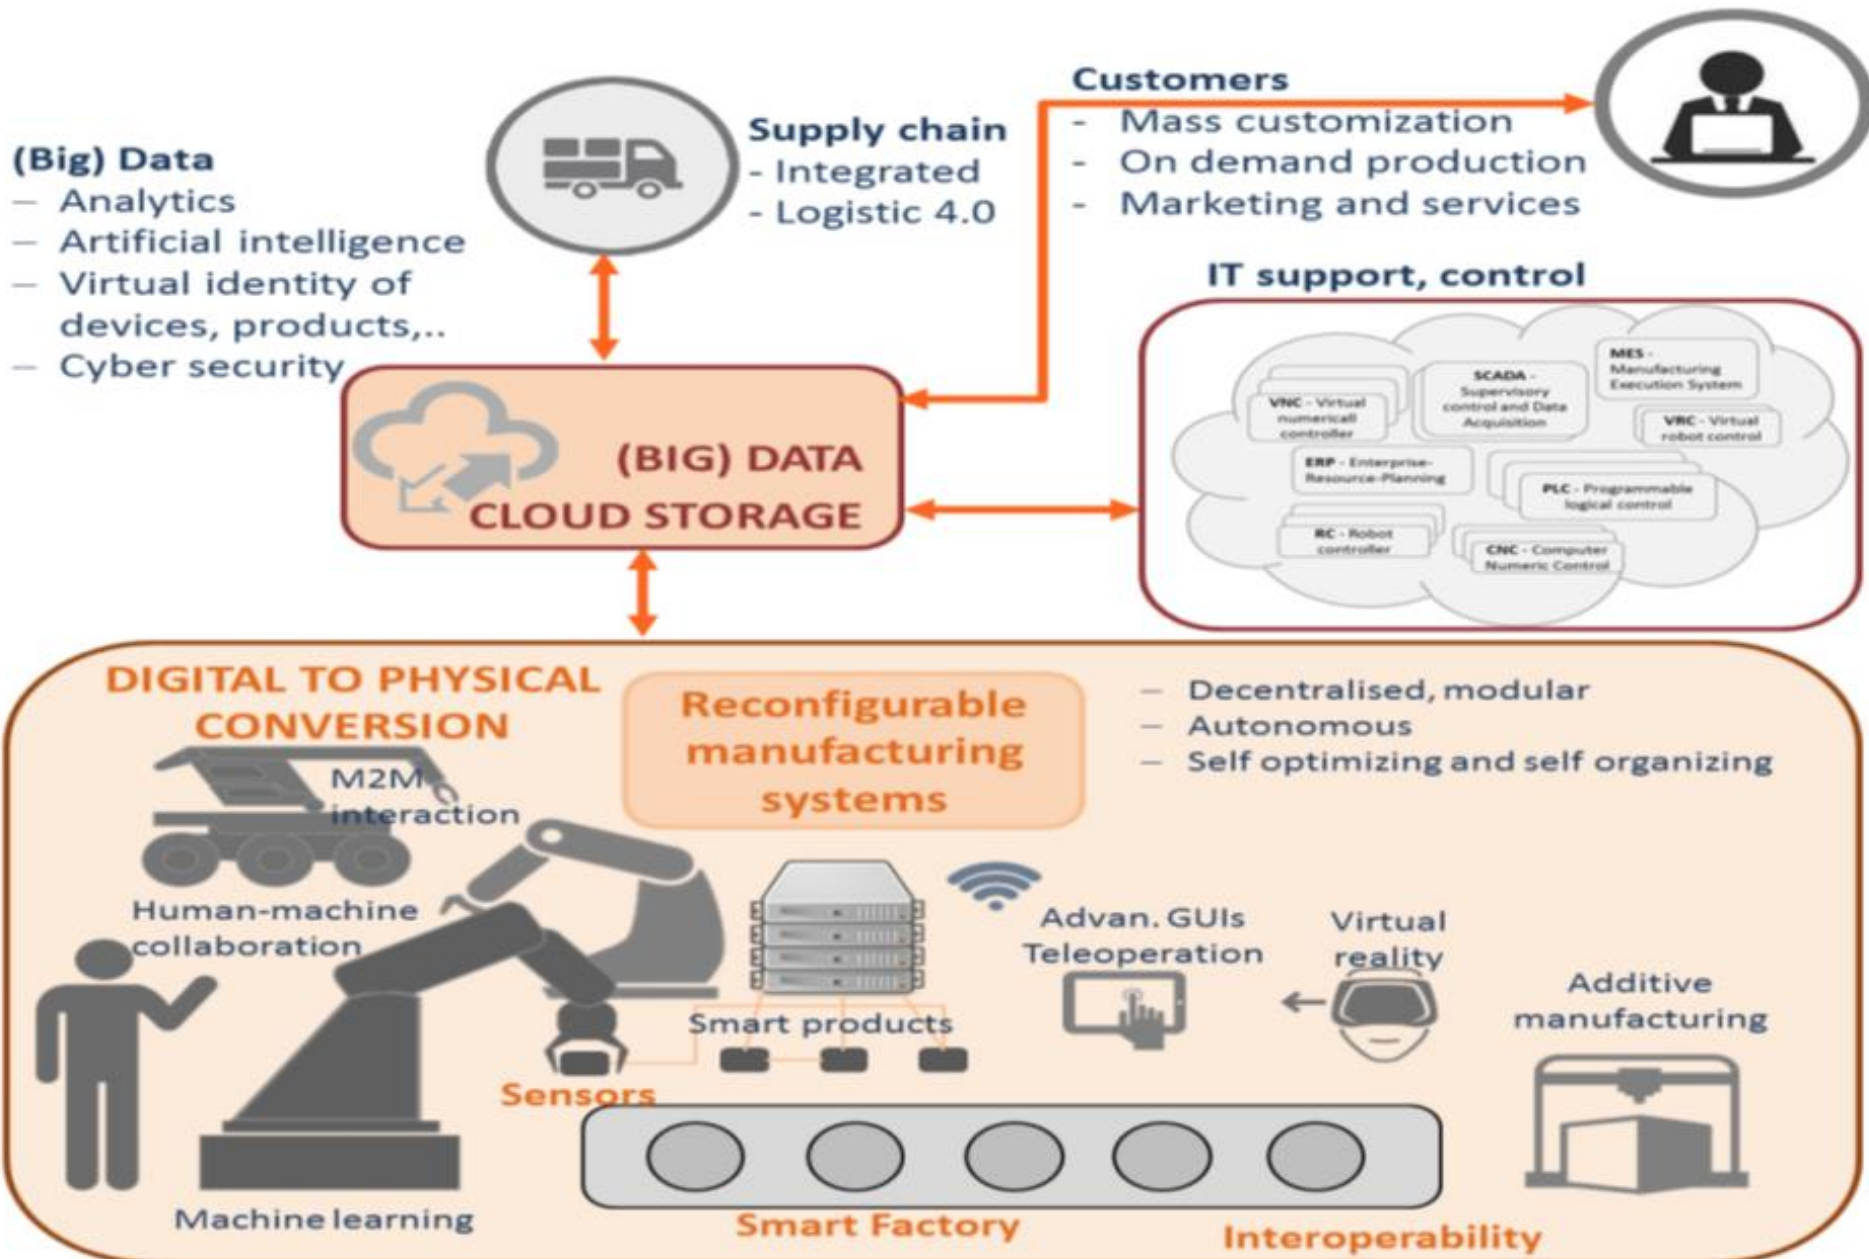 (Big) Data
– Analytics
– Artificial intelligence
– Virtual identity of
devices, products,..
– Cyber security
Supply chain
- Integrated
- Logistic 4.0
Customers
- Mass customization
- On demand production
- Marketing and services
IT support, control
VNC - Virtual
numericall
controller
SCADA -
Supervisory
control and Data
Acquisition
MES -
Manufacturing
Execution System
VRC - Virtual
robot control
ERP - Enterprise-
Resource-Planning
PLC - Programmable
logical control
RC - Robot
controller
CNC - Computer
Numeric Control
(BIG) DATA
CLOUD STORAGE
DIGITAL TO PHYSICAL
CONVERSION
Reconfigurable
manufacturing
systems
– Decentralised, modular
– Autonomous
– Self optimizing and self organizing
M2M
interaction
Human-machine
collaboration
Advan. GUIs
Teleoperation
Virtual
reality
Additive
manufacturing
Smart products
Sensors
Machine learning
Smart Factory
Interoperability